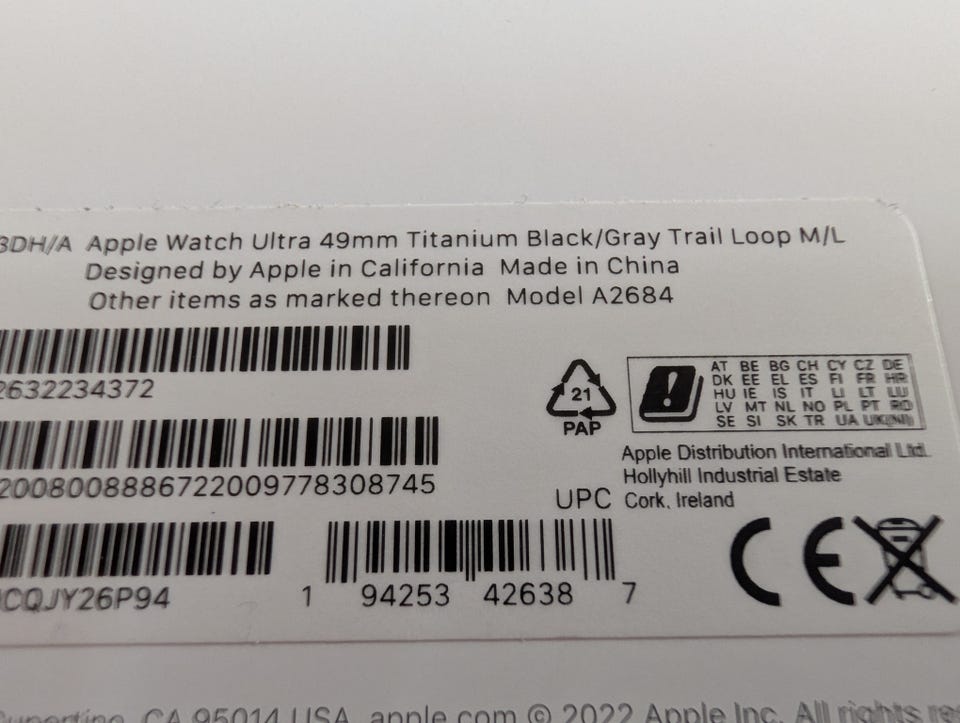 3DH/A Apple Watch Ultra 49mm Titanium Black/Gray Trail Loop M/L
Designed by Apple in California Made in China
Other items as marked thereon Model A2684
2632234372
21
PAP
AT BE BG CH CY CZ DE
DK EE EL ES FI FR HR
HU IE IS IT LI LT LU
LV MT NL NO PL PT RO
SE SI SK TR UA UK(NI)
2008008886722009778308745
Apple Distribution International Ltd.
Hollyhill Industrial Estate
Cork, Ireland
UPC
CQJY26P94
1 94253 42638 7
CE
Cupertino, CA 95014 USA. apple.com © 2022 Apple Inc. All rights